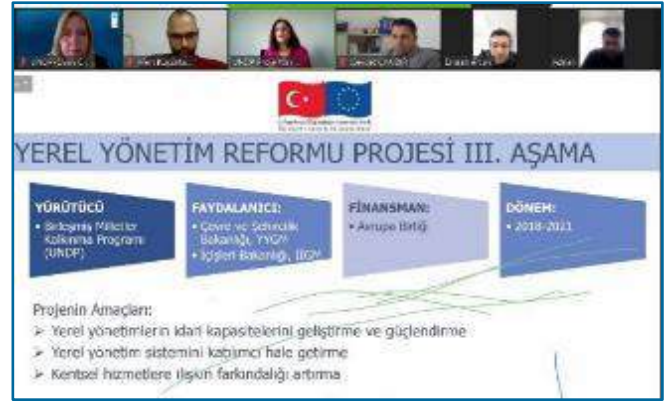 YEREL YÖNETİM REFORMU PROJESİ III. AŞAMA
YÜRÜTÜCÜ
• Birleşmiş Milletler
Kalkınma Programı
(UNDP)
FAYDALANICI:
• Çevre ve Şehircilik
Bakanlığı, YYGM
• İçişleri Bakanlığı, İİGM
FİNANSMAN:
• Avrupa Birliği
DÖNEM:
• 2018-2021
Projenin Amaçları:
➢ Yerel yönetimlerin idari kapasitelerini geliştirme ve güçlendirme
➢ Yerel yönetim sistemini katılımcı hale getirme
➢ Kentsel hizmetlere ilişkin farkındalığı artırma